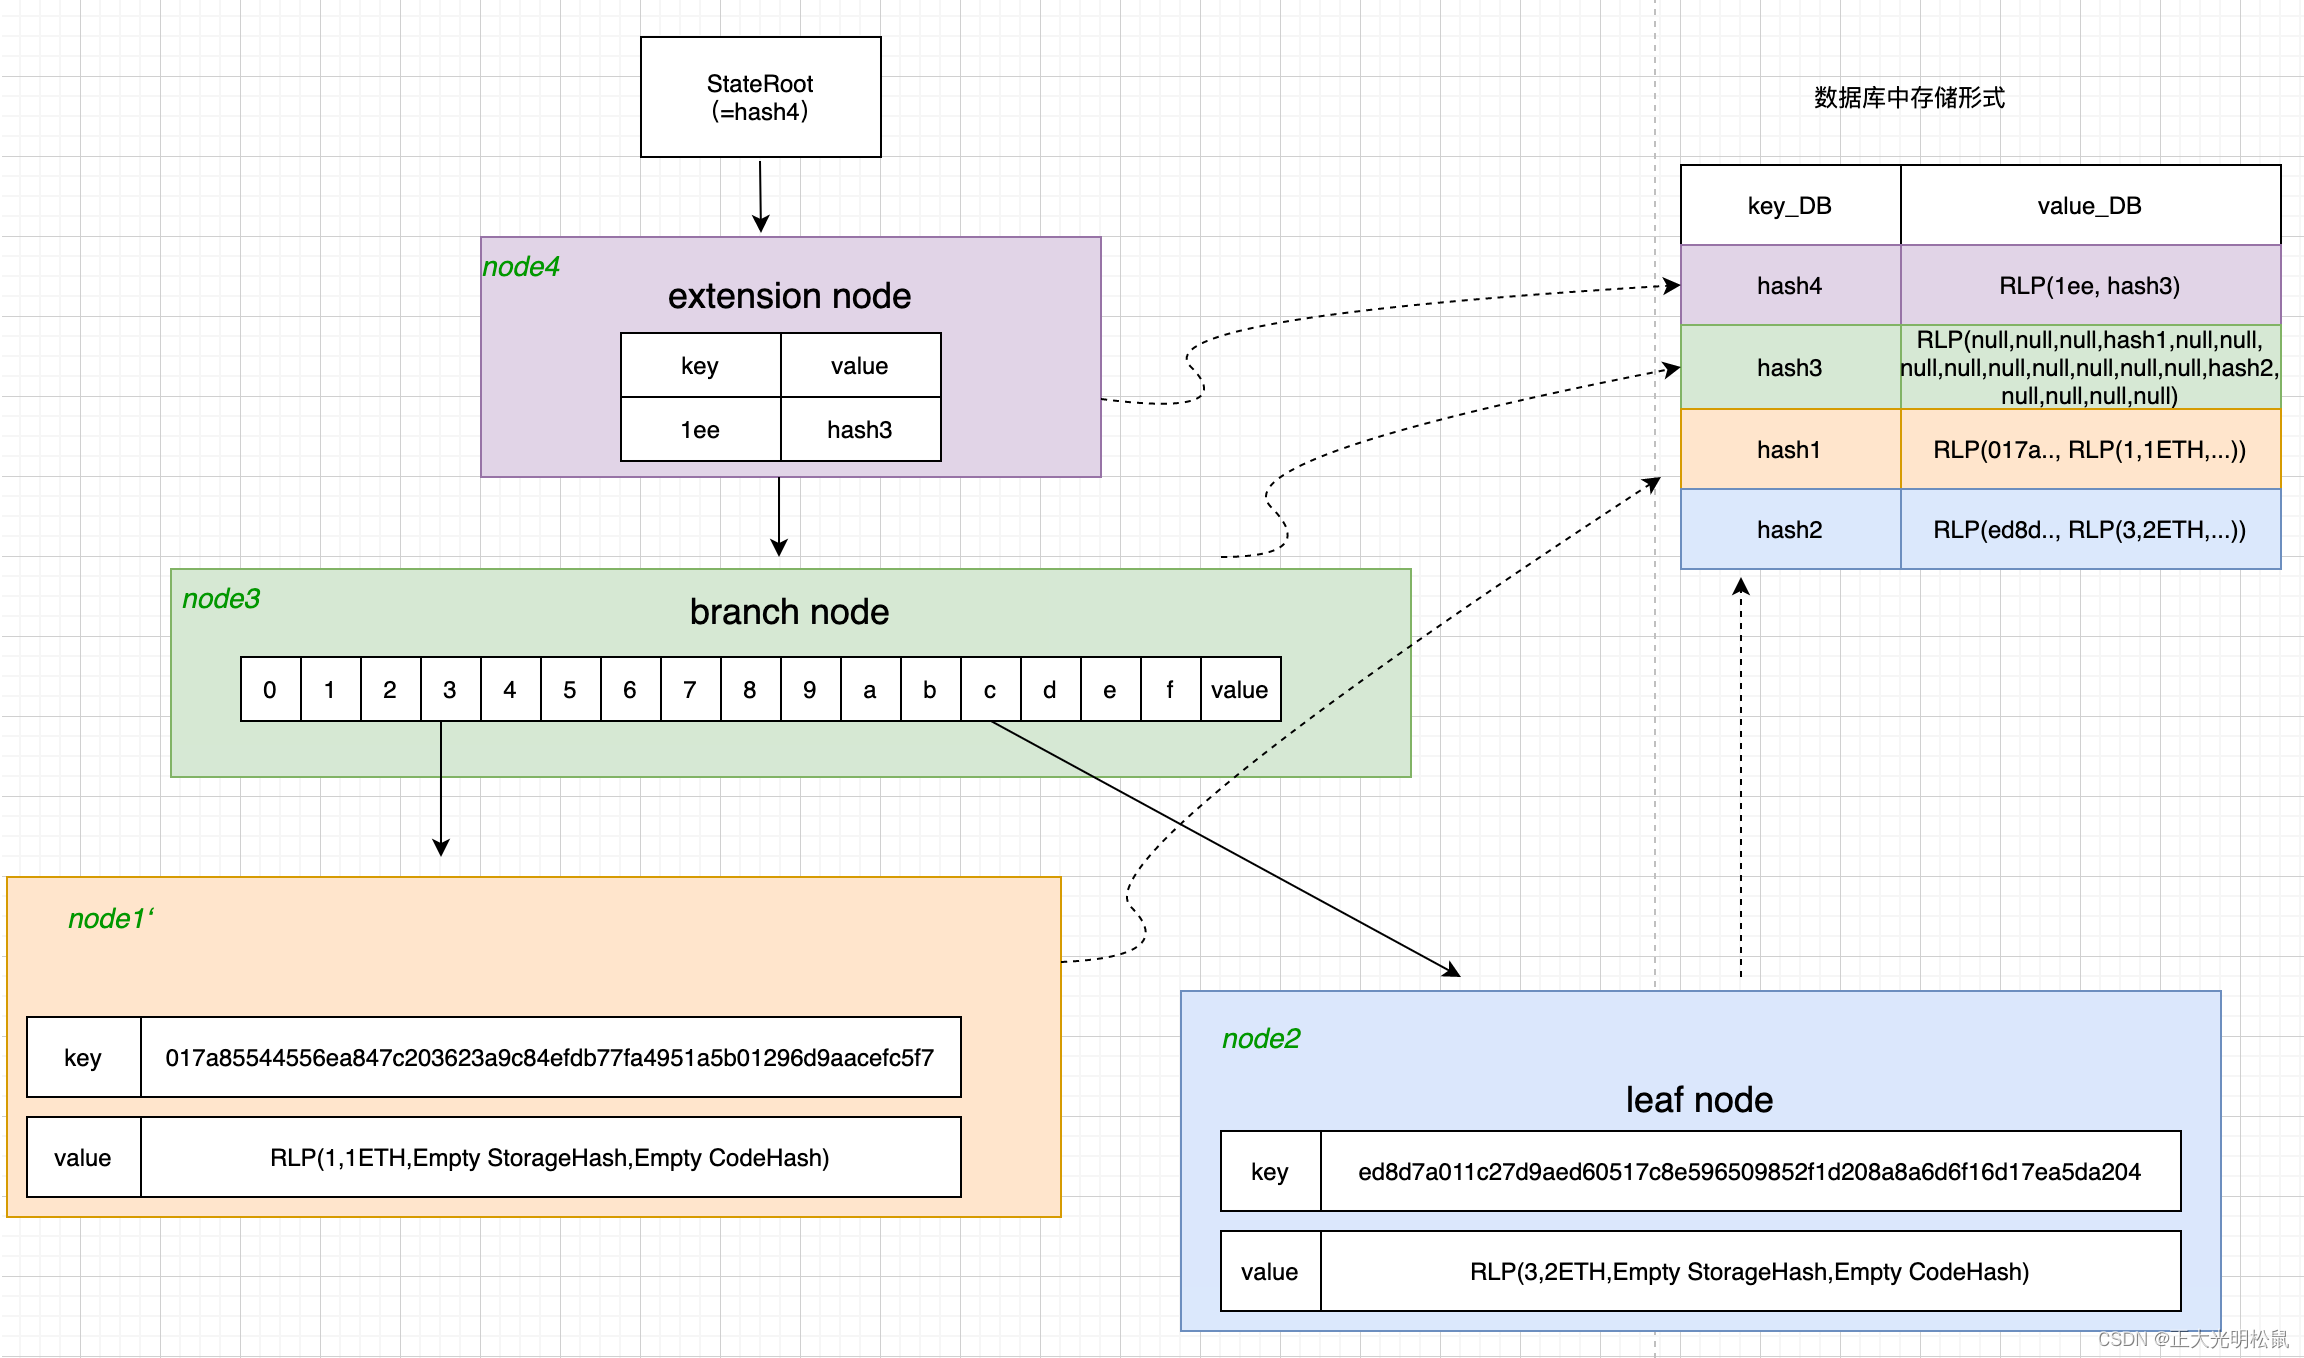 StateRoot
(=hash4)
数据库中存储形式
key_DB
value_DB
hash4
RLP(1ee, hash3)
hash3
RLP(null,null,null,hash1,null,null,
null,null,null,null,null,null,null,hash2,
null,null,null,null)
hash1
RLP(017a.., RLP(1,1ETH,...))
hash2
RLP(ed8d.., RLP(3,2ETH,...))
node4
extension node
key
value
1ee
hash3
node3
branch node
0 1 2 3 4 5 6 7 8 9 a b c d e f value
node1‘
key
017a85544556ea847c203623a9c84efdb77fa4951a5b01296d9aacefc5f7
value
RLP(1,1ETH,Empty StorageHash,Empty CodeHash)
node2
leaf node
key
ed8d7a011c27d9aed60517c8e596509852f1d208a8a6d6f16d17ea5da204
value
RLP(3,2ETH,Empty StorageHash,Empty CodeHash)
CSDN @正大光明松鼠